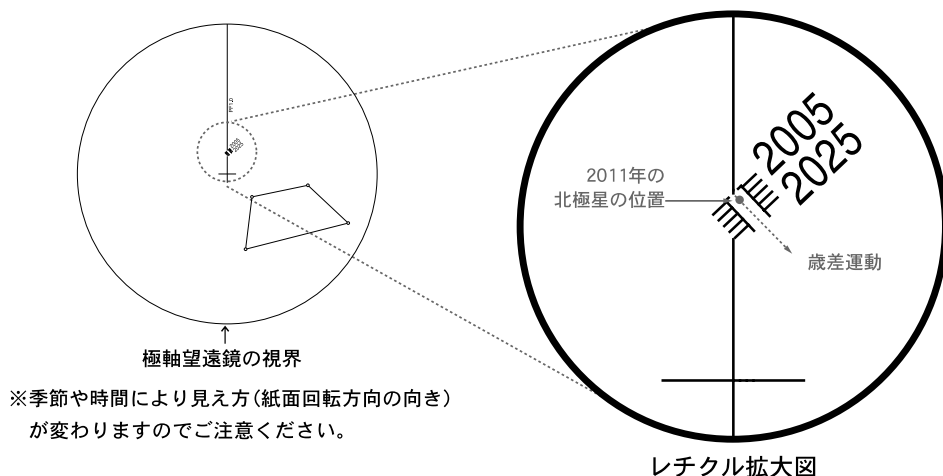 2005
2025
2011年の
北極星の位置
歳差運動
極軸望遠鏡の視界
※季節や時間により見え方(紙面回転方向の向き)
が変わりますのでご注意ください。
レチクル拡大図